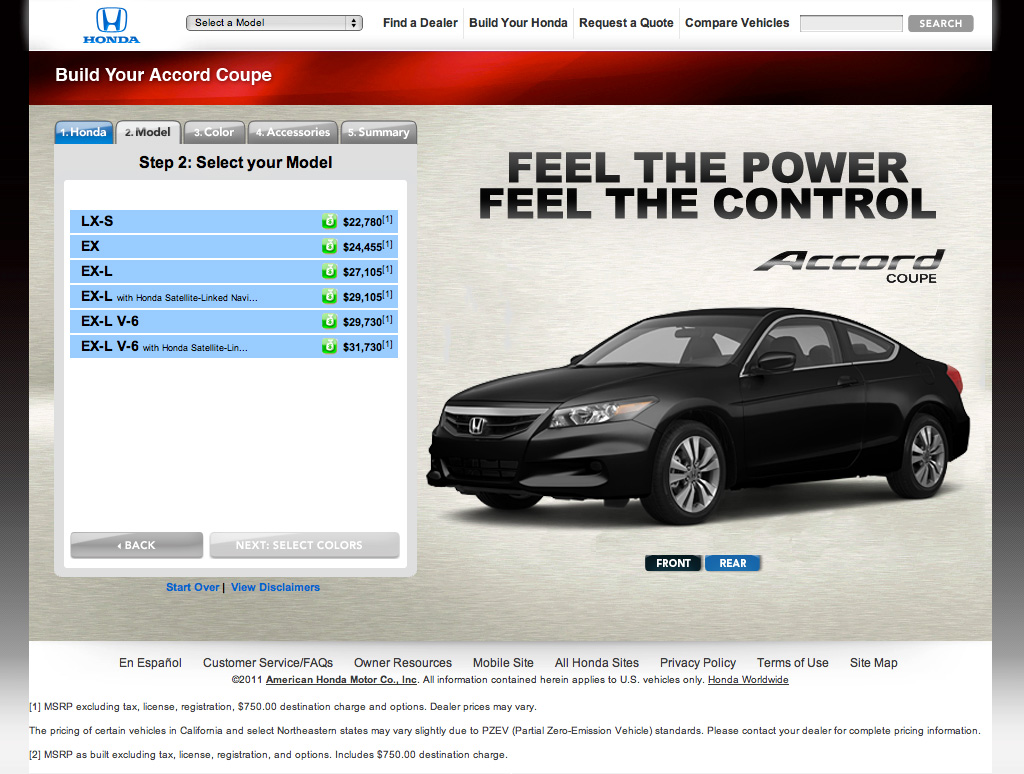 HONDA
Select a Model
Find a Dealer
Build Your Honda
Request a Quote
Compare Vehicles
SEARCH
Build Your Accord Coupe
1. Honda
2. Model
3. Color
4. Accessories
5. Summary
Step 2: Select your Model
LX-S $22,780[1]
EX $24,455[1]
EX-L $27,105[1]
EX-L with Honda Satellite-Linked Navi... $29,105[1]
EX-L V-6 $29,730[1]
EX-L V-6 with Honda Satellite-Lin... $31,730[1]
BACK
NEXT: SELECT COLORS
Start Over | View Disclaimers
FEEL THE POWER
FEEL THE CONTROL
Accord
COUPE
FRONT
REAR
En Español Customer Service/FAQs Owner Resources Mobile Site All Honda Sites Privacy Policy Terms of Use Site Map
©2011 American Honda Motor Co., Inc. All information contained herein applies to U.S. vehicles only. Honda Worldwide
[1] MSRP excluding tax, license, registration, $750.00 destination charge and options. Dealer prices may vary.
The pricing of certain vehicles in California and select Northeastern states may vary slightly due to PZEV (Partial Zero-Emission Vehicle) standards. Please contact your dealer for complete pricing information.
[2] MSRP as built excluding tax, license, registration, and options. Includes $750.00 destination charge.